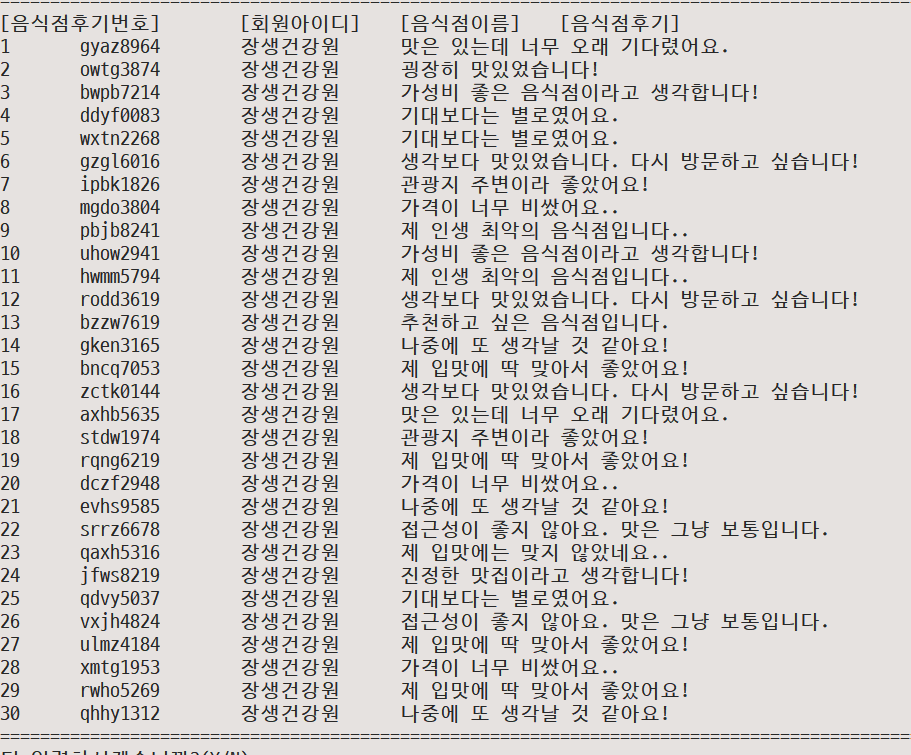 [음식점후기번호] [회원아이디] [음식점이름] [음식점후기]
1 gyaz8964 장생건강원 맛은 있는데 너무 오래 기다렸어요.
2 owtg3874 장생건강원 굉장히 맛있었습니다!
3 bwpb7214 장생건강원 가성비 좋은 음식점이라고 생각합니다!
4 ddyf0083 장생건강원 기대보다는 별로였어요.
5 wxtn2268 장생건강원 기대보다는 별로였어요.
6 gzgl6016 장생건강원 생각보다 맛있었습니다. 다시 방문하고 싶습니다!
7 ipbk1826 장생건강원 관광지 주변이라 좋았어요!
8 mgdo3804 장생건강원 가격이 너무 비쌌어요..
9 pbjb8241 장생건강원 제 인생 최악의 음식점입니다..
10 uhow2941 장생건강원 가성비 좋은 음식점이라고 생각합니다!
11 hwmm5794 장생건강원 제 인생 최악의 음식점입니다..
12 rodd3619 장생건강원 생각보다 맛있었습니다. 다시 방문하고 싶습니다!
13 bzzw7619 장생건강원 추천하고 싶은 음식점입니다.
14 gken3165 장생건강원 나중에 또 생각날 것 같아요!
15 bncq7053 장생건강원 제 입맛에 딱 맞아서 좋았어요!
16 zctk0144 장생건강원 생각보다 맛있었습니다. 다시 방문하고 싶습니다!
17 axhb5635 장생건강원 맛은 있는데 너무 오래 기다렸어요.
18 stdw1974 장생건강원 관광지 주변이라 좋았어요!
19 rqng6219 장생건강원 제 입맛에 딱 맞아서 좋았어요!
20 dczf2948 장생건강원 가격이 너무 비쌌어요..
21 evhs9585 장생건강원 나중에 또 생각날 것 같아요!
22 srrz6678 장생건강원 접근성이 좋지 않아요. 맛은 그냥 보통입니다.
23 qaxh5316 장생건강원 제 입맛에는 맞지 않았네요..
24 jfws8219 장생건강원 진정한 맛집이라고 생각합니다!
25 qdvy5037 장생건강원 기대보다는 별로였어요.
26 vxjh4824 장생건강원 접근성이 좋지 않아요. 맛은 그냥 보통입니다.
27 ulmz4184 장생건강원 제 입맛에 딱 맞아서 좋았어요!
28 xmtg1953 장생건강원 가격이 너무 비쌌어요..
29 rwho5269 장생건강원 제 입맛에 딱 맞아서 좋았어요!
30 qhhy1312 장생건강원 나중에 또 생각날 것 같아요!